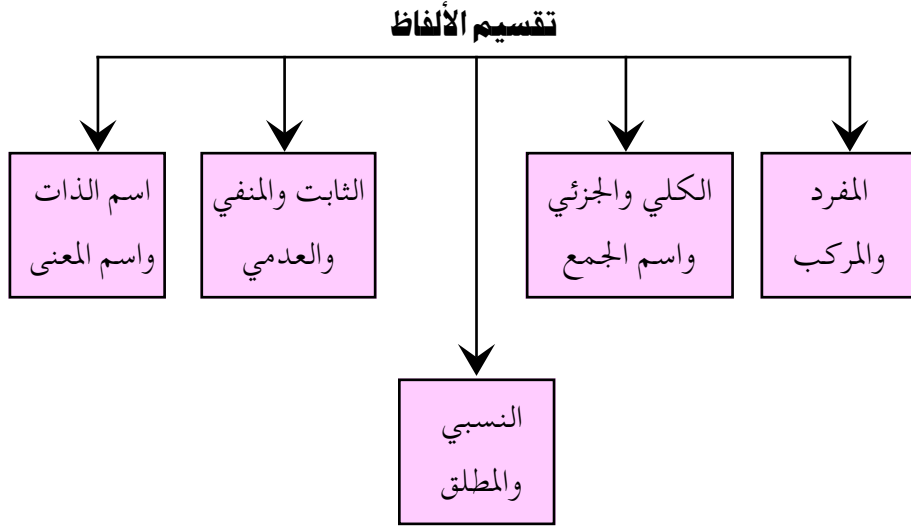 تقسيم الألفاظ
المفرد
والمركب
الكلي والجزئي
واسم الجمع
الثابت والمنفي
والعدمي
اسم الذات
واسم المعنى
النسبي
والمطلق